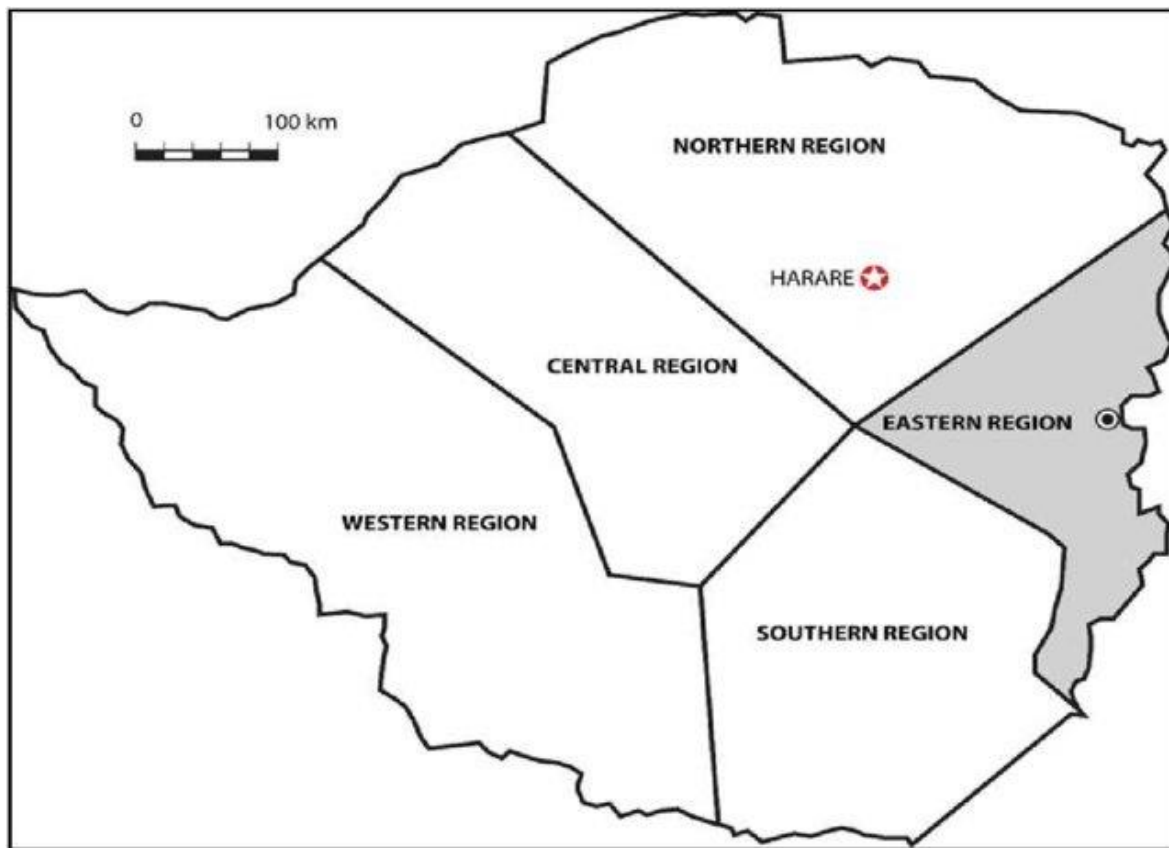 0 100 km
NORTHERN REGION
HARARE
CENTRAL REGION
EASTERN REGION
WESTERN REGION
SOUTHERN REGION